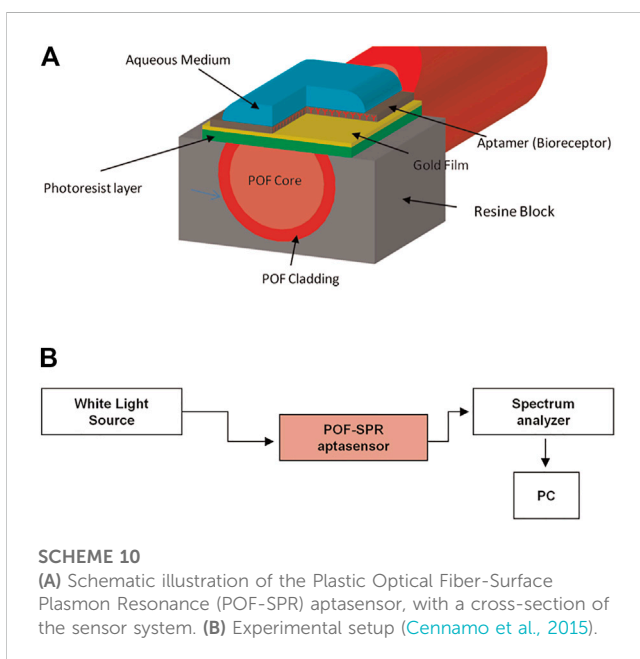 A
Aqueous Medium
Aptamer (Bioreceptor)
Gold Film
Photoresist layer
POF Core
Resine Block
POF Cladding
B
White Light
Source
POF-SPR
aptasensor
Spectrum
analyzer
PC
SCHEME 10
(A) Schematic illustration of the Plastic Optical Fiber-Surface
Plasmon Resonance (POF-SPR) aptasensor, with a cross-section of
the sensor system. (B) Experimental setup (Cennamo et al., 2015).